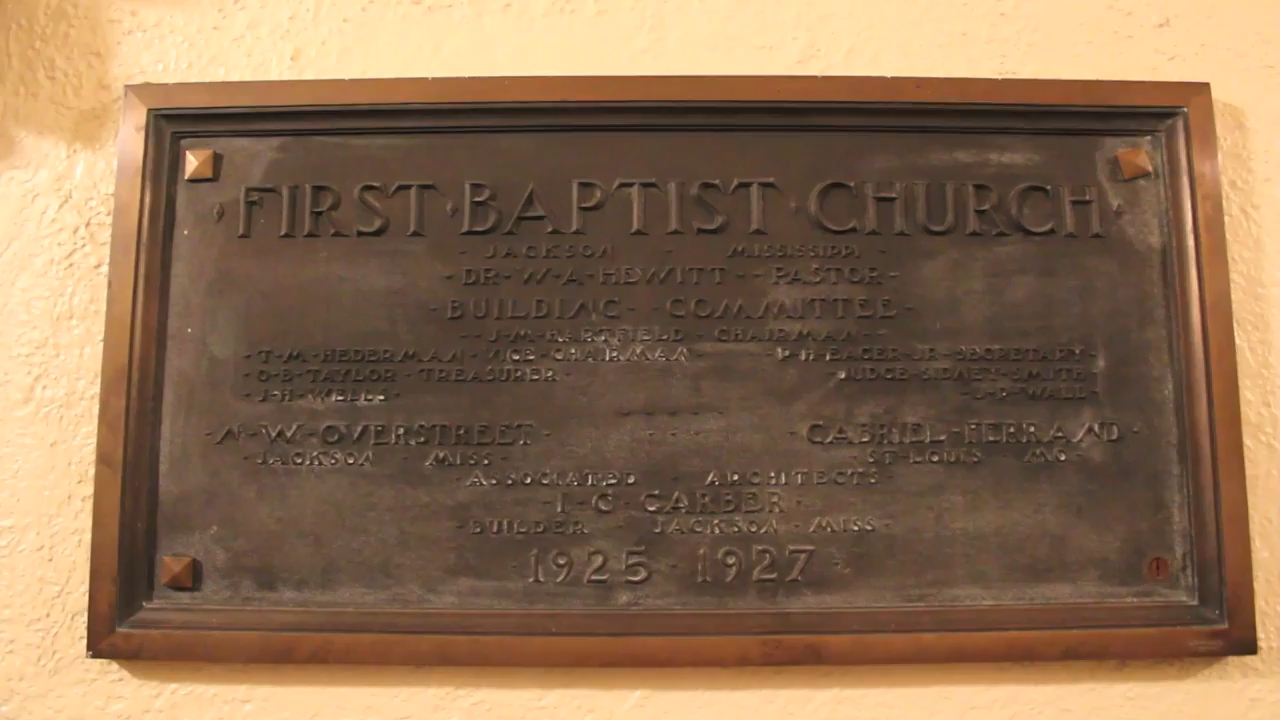 FIRST · BAPTIST · CHURCH
- JACKSON - MISSISSIPPI -
- DR - W - A - HEWITT - - PASTOR -
- BUILDING - - COMMITTEE -
- - J - M - HARTFIELD - CHAIRMAN - -
- T - M - HEDERMAN - VICE - CHAIRMAN - - P - H - EAGER - JR - SECRETARY -
- O - B - TAYLOR - TREASURER - - JUDGE - SIDNEY - SMITH -
- J - H - WELLS - - J - P - WALL -
- N - W - OVERSTREET - - GABRIEL - FERRAND -
- JACKSON - MISS - - ST - LOUIS - MO -
- ASSOCIATED - ARCHITECTS -
- I - C - GARBER -
- BUILDER - JACKSON - MISS -
- 1925 - 1927 -